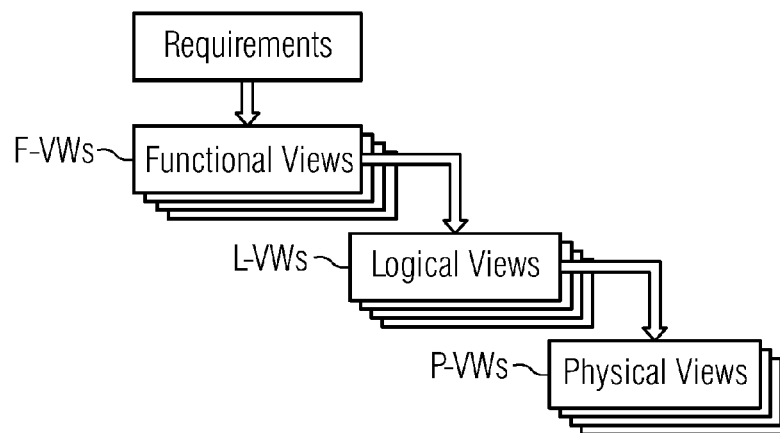 Requirements
F-VWs
Functional Views
L-VWs
Logical Views
P-VWs
Physical Views